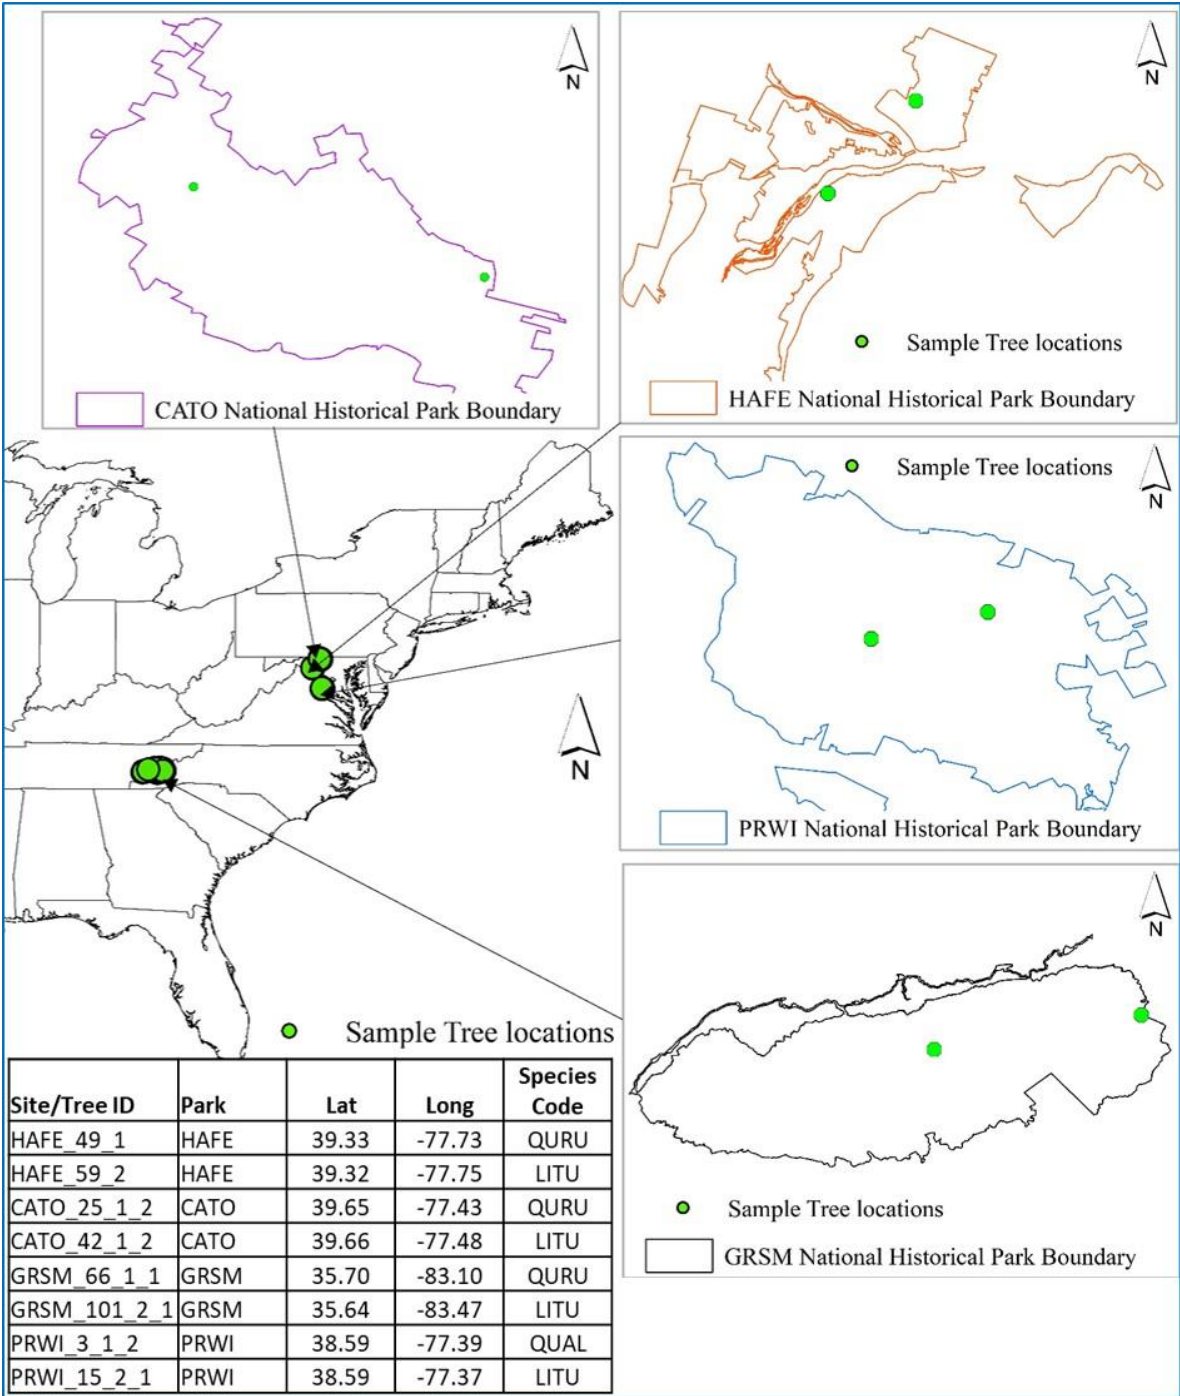 N
CATO National Historical Park Boundary
N
Sample Tree locations
HAFE National Historical Park Boundary
Sample Tree locations
N
PRWI National Historical Park Boundary
N
Sample Tree locations
N
Sample Tree locations
GRSM National Historical Park Boundary
Site/Tree ID Park Lat Long Species Code
HAFE_49_1 HAFE 39.33 -77.73 QURU
HAFE_59_2 HAFE 39.32 -77.75 LITU
CATO_25_1_2 CATO 39.65 -77.43 QURU
CATO_42_1_2 CATO 39.66 -77.48 LITU
GRSM_66_1_1 GRSM 35.70 -83.10 QURU
GRSM_101_2_1 GRSM 35.64 -83.47 LITU
PRWI_3_1_2 PRWI 38.59 -77.39 QUAL
PRWI_15_2_1 PRWI 38.59 -77.37 LITU